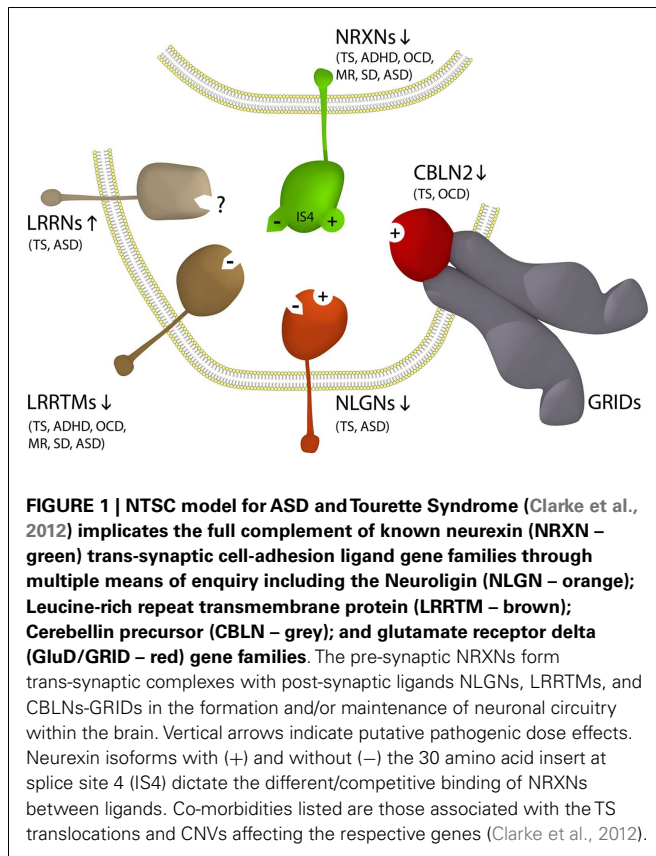 NRXNs ↓
(TS, ADHD, OCD,
MR, SD, ASD)
CBLN2 ↓
(TS, OCD)
LRRNs ↑
(TS, ASD)
?
- IS4 +
+
-
- +
LRRTMs ↓
(TS, ADHD, OCD,
MR, SD, ASD)
NLGNs ↓
(TS, ASD)
GRIDs
FIGURE 1 | NTSC model for ASD and Tourette Syndrome (Clarke et al.,
2012) implicates the full complement of known neurexin (NRXN –
green) trans-synaptic cell-adhesion ligand gene families through
multiple means of enquiry including the Neuroligin (NLGN – orange);
Leucine-rich repeat transmembrane protein (LRRTM – brown);
Cerebellin precursor (CBLN – grey); and glutamate receptor delta
(GluD/GRID – red) gene families. The pre-synaptic NRXNs form
trans-synaptic complexes with post-synaptic ligands NLGNs, LRRTMs, and
CBLNs-GRIDs in the formation and/or maintenance of neuronal circuitry
within the brain. Vertical arrows indicate putative pathogenic dose effects.
Neurexin isoforms with (+) and without (−) the 30 amino acid insert at
splice site 4 (IS4) dictate the different/competitive binding of NRXNs
between ligands. Co-morbidities listed are those associated with the TS
translocations and CNVs affecting the respective genes (Clarke et al., 2012).